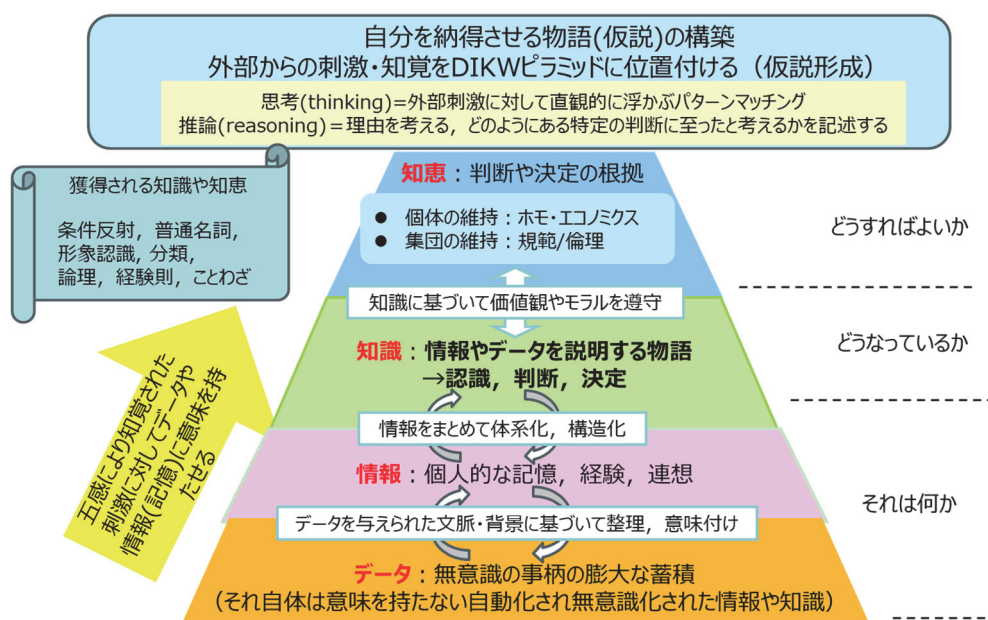 自分を納得させる物語(仮説)の構築
外部からの刺激・知覚をDIKWピラミッドに位置付ける（仮説形成）
思考(thinking)＝外部刺激に対して直観的に浮かぶパターンマッチング
推論(reasoning)＝理由を考える，どのようにある特定の判断に至ったと考えるかを記述する
獲得される知識や知恵
条件反射，普通名詞，
形象認識，分類，
論理，経験則，ことわざ
知恵：判断や決定の根拠
● 個体の維持：ホモ・エコノミクス
● 集団の維持：規範/倫理
どうすればよいか
知識に基づいて価値観やモラルを遵守
知識：情報やデータを説明する物語
→認識，判断，決定
どうなっているか
五感により知覚された
刺激に対してデータや
情報(記憶)に意味を持
たせる
情報をまとめて体系化，構造化
情報：個人的な記憶，経験，連想
それは何か
データを与えられた文脈・背景に基づいて整理，意味付け
データ：無意識の事柄の膨大な蓄積
（それ自体は意味を持たない自動化され無意識化された情報や知識）